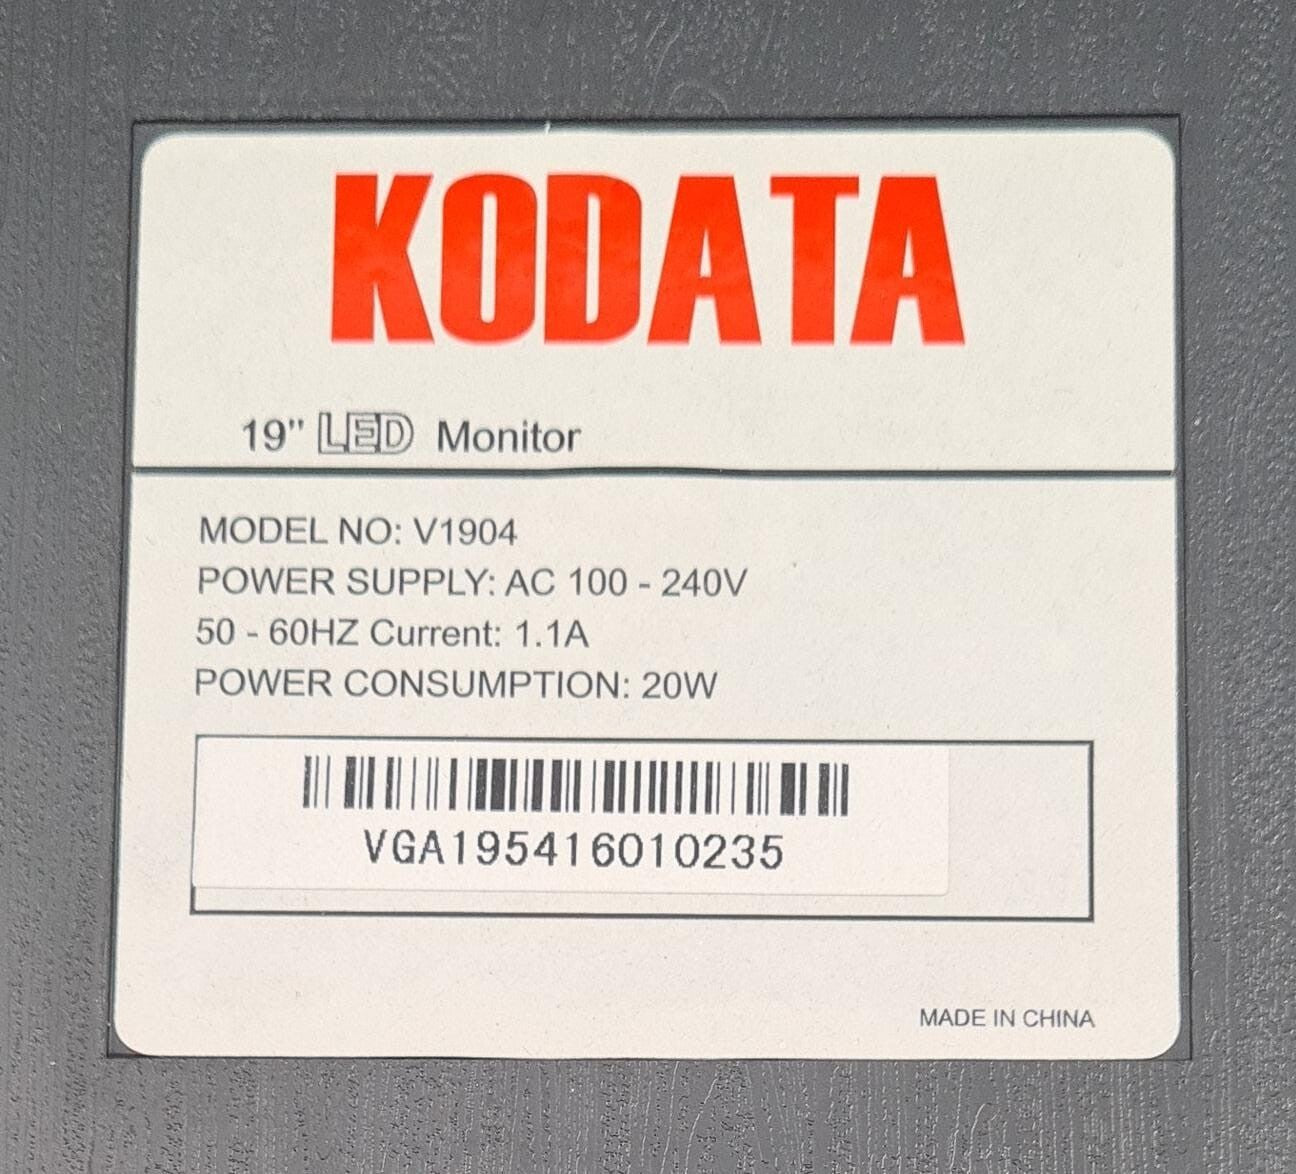 KODATA
19" LED Monitor
MODEL NO: V1904
POWER SUPPLY: AC 100 - 240V
50 - 60HZ Current: 1.1A
POWER CONSUMPTION: 20W
VGA195416010235
MADE IN CHINA